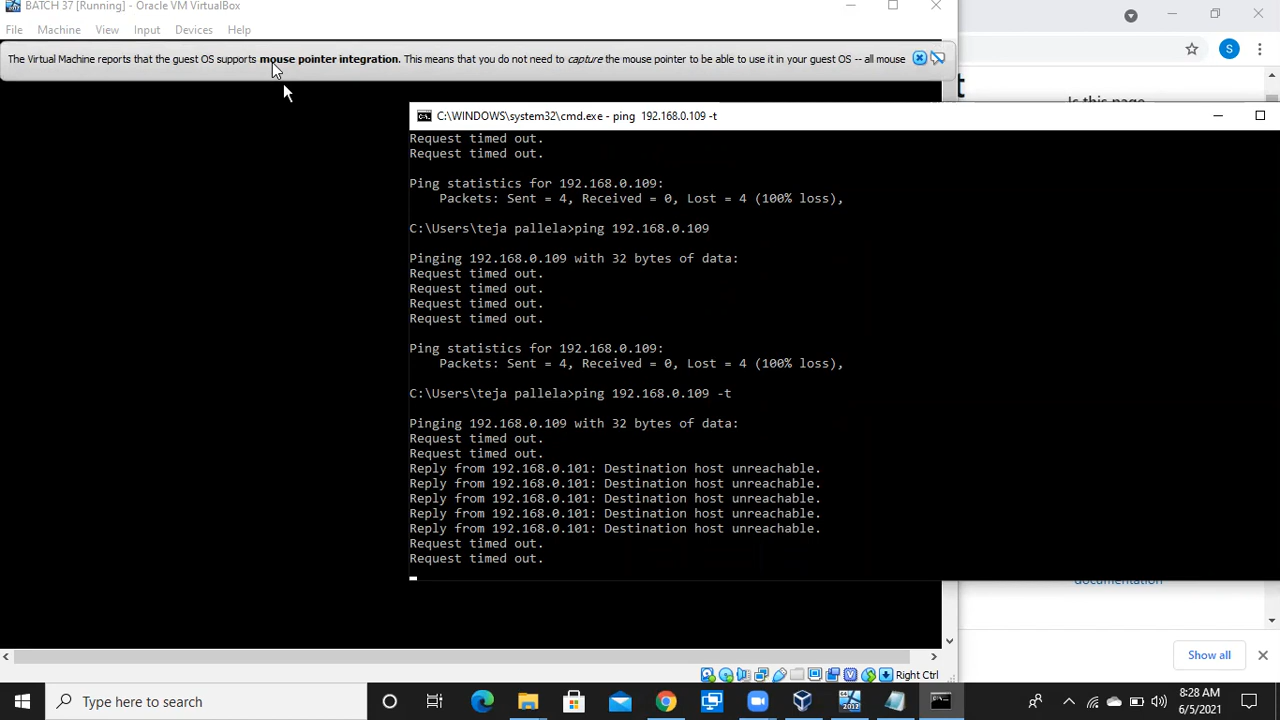 BATCH 37 [Running] - Oracle VM VirtualBox
File Machine View Input Devices Help
The Virtual Machine reports that the guest OS supports mouse pointer integration. This means that you do not need to capture the mouse pointer to be able to use it in your guest OS -- all mouse
S
Is this page
C:\WINDOWS\system32\cmd.exe - ping 192.168.0.109 -t
Request timed out.
Request timed out.
Ping statistics for 192.168.0.109:
Packets: Sent = 4, Received = 0, Lost = 4 (100% loss),
C:\Users\teja pallela>ping 192.168.0.109
Pinging 192.168.0.109 with 32 bytes of data:
Request timed out.
Request timed out.
Request timed out.
Request timed out.
Ping statistics for 192.168.0.109:
Packets: Sent = 4, Received = 0, Lost = 4 (100% loss),
C:\Users\teja pallela>ping 192.168.0.109 -t
Pinging 192.168.0.109 with 32 bytes of data:
Request timed out.
Request timed out.
Reply from 192.168.0.101: Destination host unreachable.
Reply from 192.168.0.101: Destination host unreachable.
Reply from 192.168.0.101: Destination host unreachable.
Reply from 192.168.0.101: Destination host unreachable.
Reply from 192.168.0.101: Destination host unreachable.
Request timed out.
Request timed out.
documentation
Show all
Right Ctrl
Type here to search
2012
8:28 AM
6/5/2021